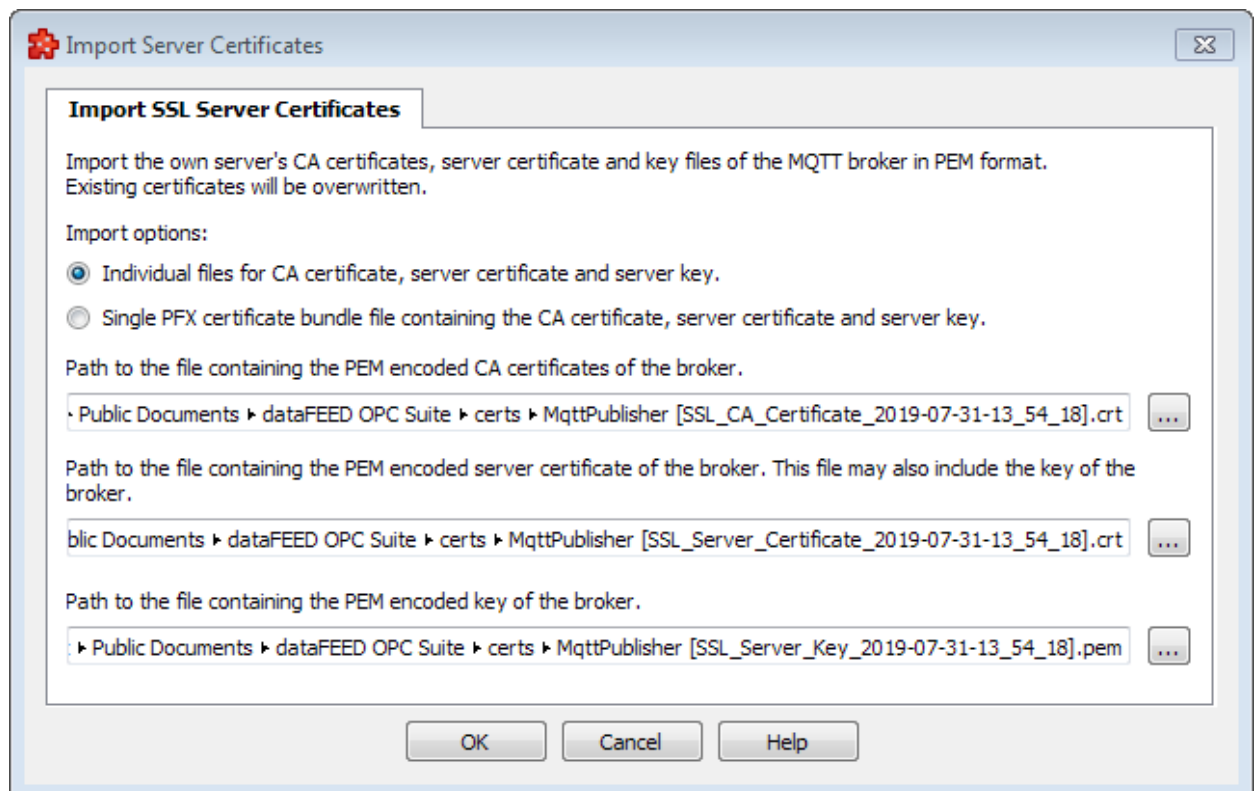 Import Server Certificates
Import SSL Server Certificates
Import the own server's CA certificates, server certificate and key files of the MQTT broker in PEM format.
Existing certificates will be overwritten.
Import options:
Individual files for CA certificate, server certificate and server key.
Single PFX certificate bundle file containing the CA certificate, server certificate and server key.
Path to the file containing the PEM encoded CA certificates of the broker.
Public Documents ▸ dataFEED OPC Suite ▸ certs ▸ MqttPublisher [SSL_CA_Certificate_2019-07-31-13_54_18].crt
...
Path to the file containing the PEM encoded server certificate of the broker. This file may also include the key of the
broker.
blic Documents ▸ dataFEED OPC Suite ▸ certs ▸ MqttPublisher [SSL_Server_Certificate_2019-07-31-13_54_18].crt
...
Path to the file containing the PEM encoded key of the broker.
▸ Public Documents ▸ dataFEED OPC Suite ▸ certs ▸ MqttPublisher [SSL_Server_Key_2019-07-31-13_54_18].pem
...
OK
Cancel
Help